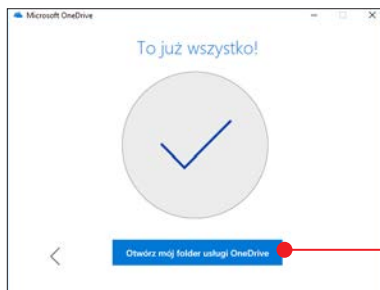 Microsoft OneDrive
To już wszystko!
Otwórz mój folder usługi OneDrive